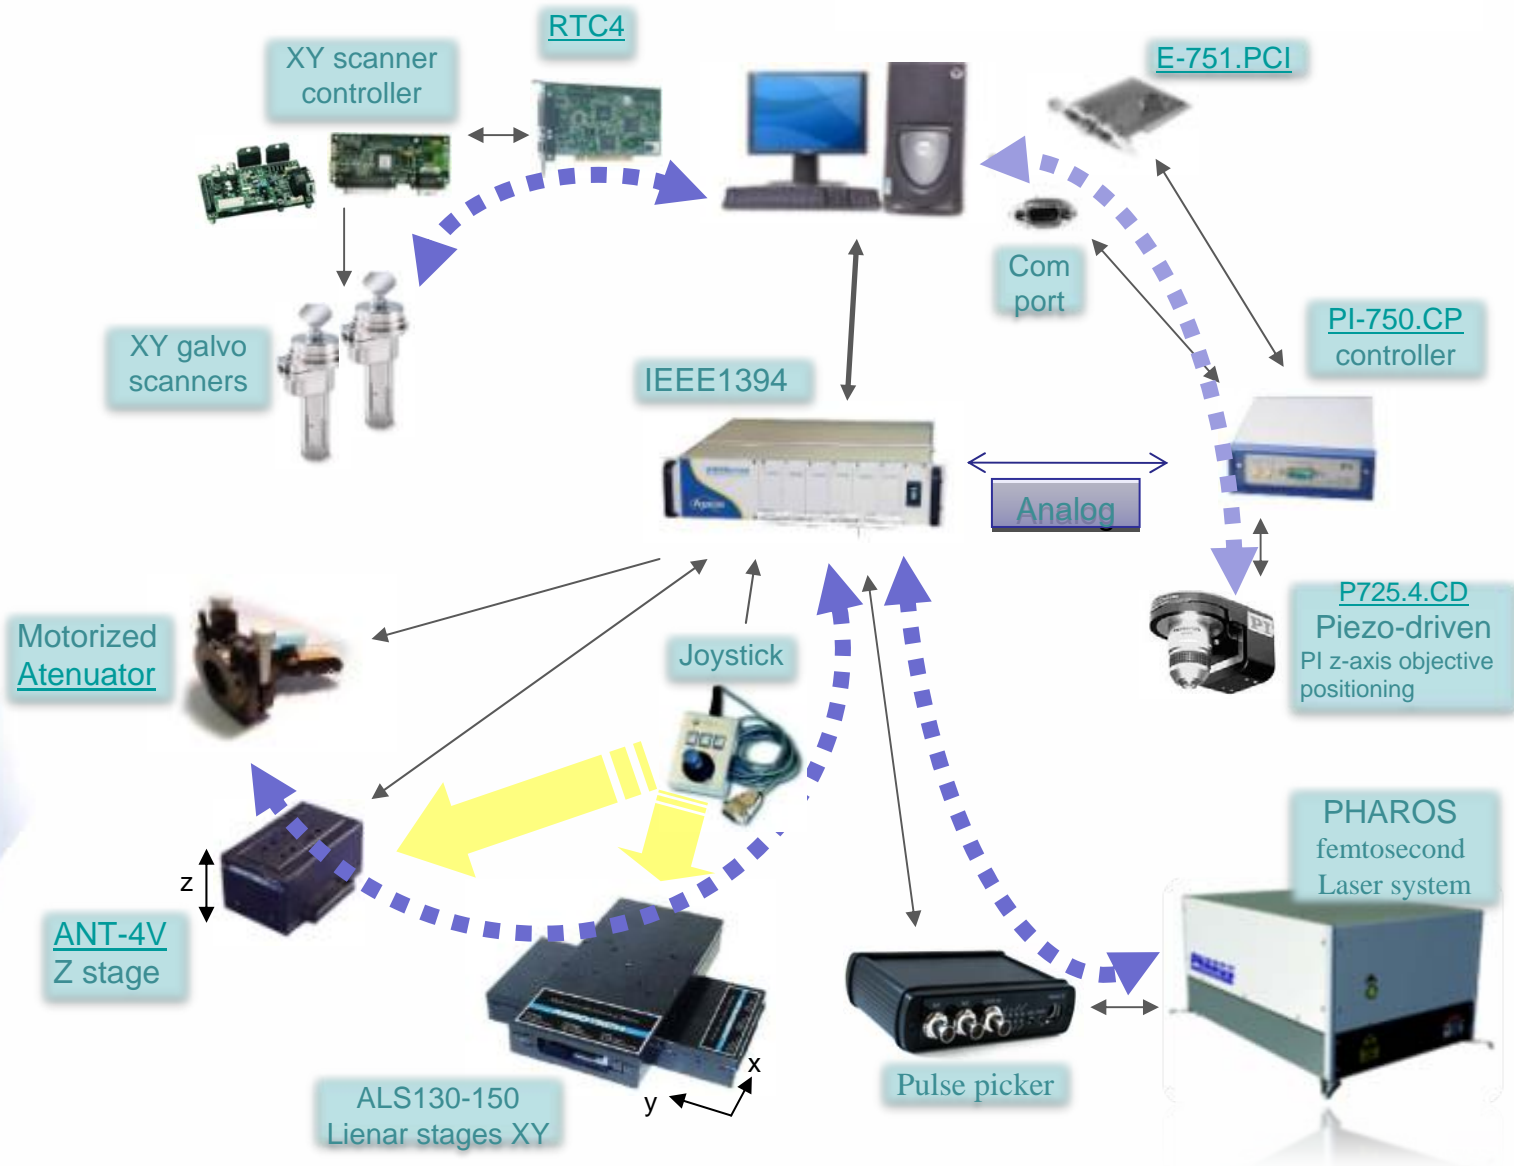 RTC4
XY scanner
controller
E-751.PCI
Com
port
PI-750.CP
controller
XY galvo
scanners
IEEE1394
Analog
Motorized
Atenuator
Joystick
P725.4.CD
Piezo-driven
PI z-axis objective
positioning
PI
PHAROS
femtosecond
Laser system
z
ANT-4V
Z stage
PHAROS
x
y
Pulse picker
ALS130-150
Lienar stages XY